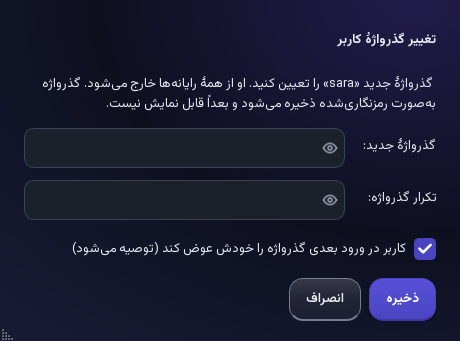 تغییر گذرواژهٔ کاربر
گذرواژهٔ جدید «sara» را تعیین کنید. او از همهٔ رایانه‌ها خارج می‌شود. گذرواژه
به‌صورت رمزنگاری‌شده ذخیره می‌شود و بعداً قابل نمایش نیست.
گذرواژهٔ جدید:
تکرار گذرواژه:
کاربر در ورود بعدی گذرواژه را خودش عوض کند (توصیه می‌شود)
ذخیره
انصراف